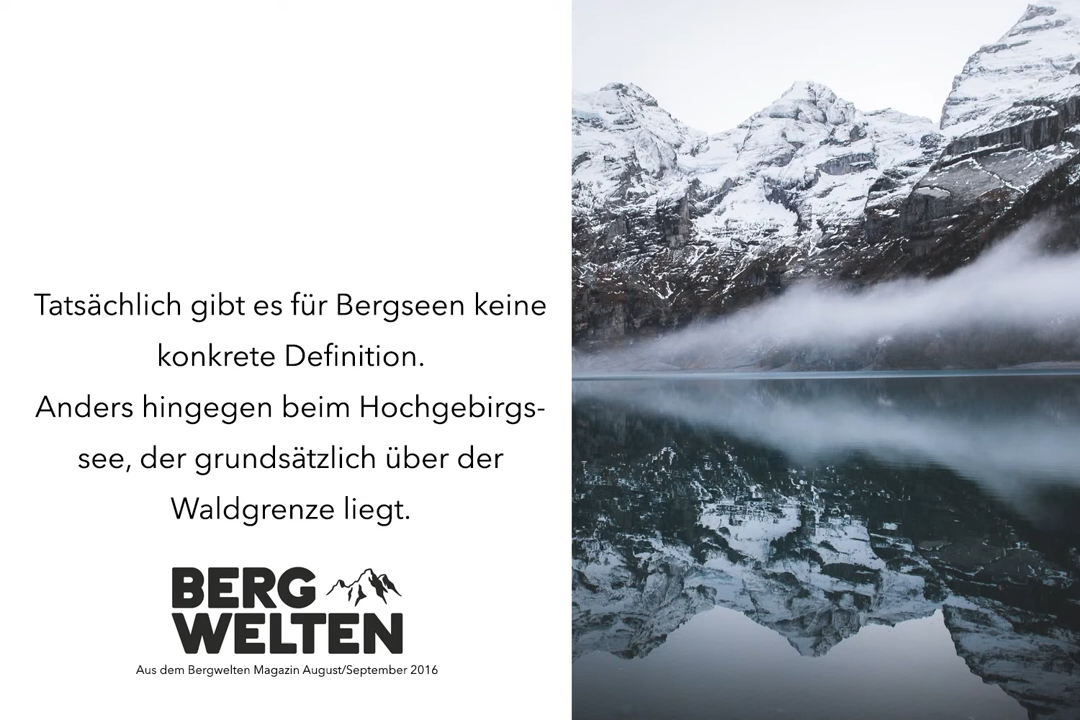 Tatsächlich gibt es für Bergseen keine
konkrete Definition.
Anders hingegen beim Hochgebirgs-
see, der grundsätzlich über der
Waldgrenze liegt.
BERG
WELTEN
Aus dem Bergwelten Magazin August/September 2016